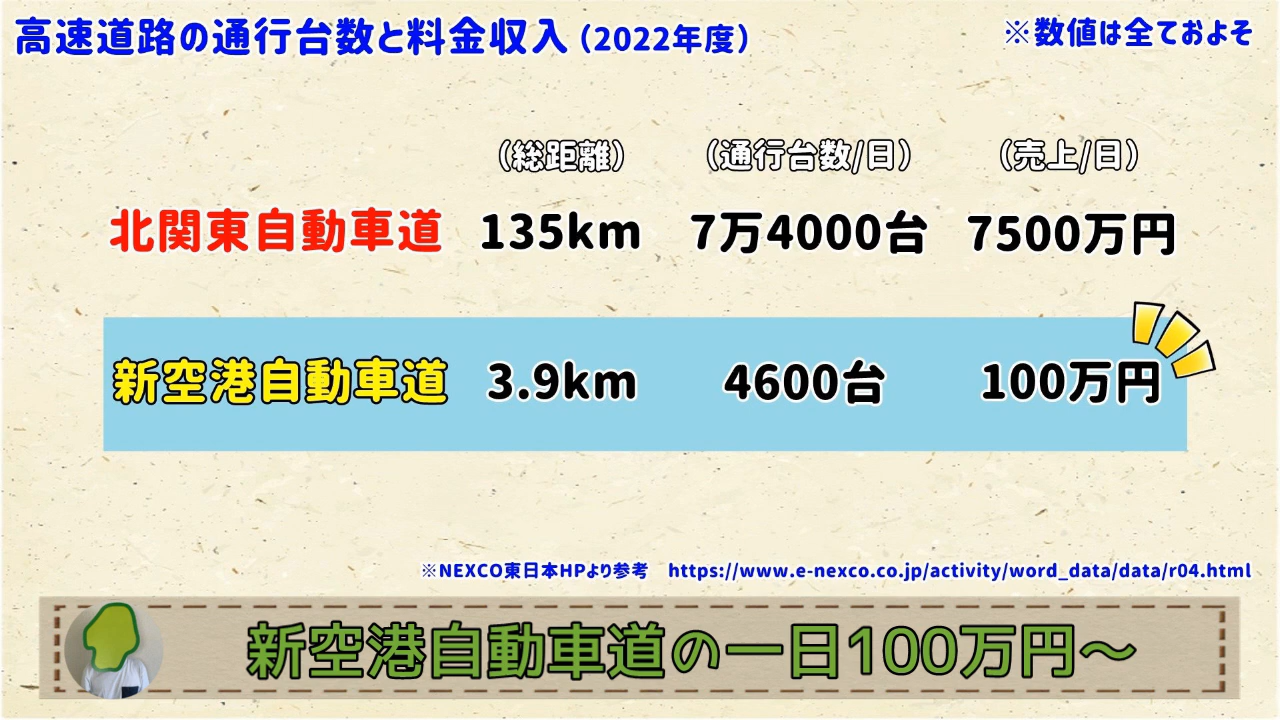 高速道路の通行台数と料金収入（2022年度）
※数値は全ておよそ
（総距離） （通行台数/日） （売上/日）
北関東自動車道 135km 7万4000台 7500万円
新空港自動車道 3.9km 4600台 100万円
※NEXCO東日本HPより参考 https://www.e-nexco.co.jp/activity/word_data/data/r04.html
新空港自動車道の一日100万円〜